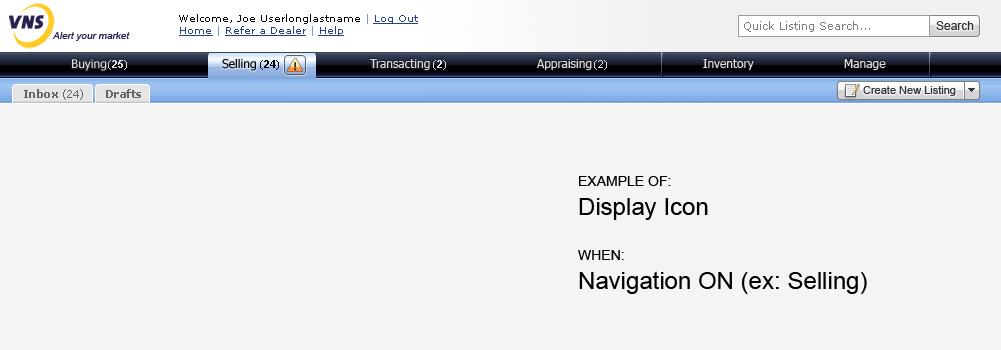 VNS
Alert your market
Welcome, Joe Userlonglastname | Log Out
Home | Refer a Dealer | Help
Quick Listing Search... Search
Buying(25) Selling (24) Transacting (2) Appraising(2) Inventory Manage
Inbox (24) Drafts Create New Listing
EXAMPLE OF:
Display Icon
WHEN:
Navigation ON (ex: Selling)